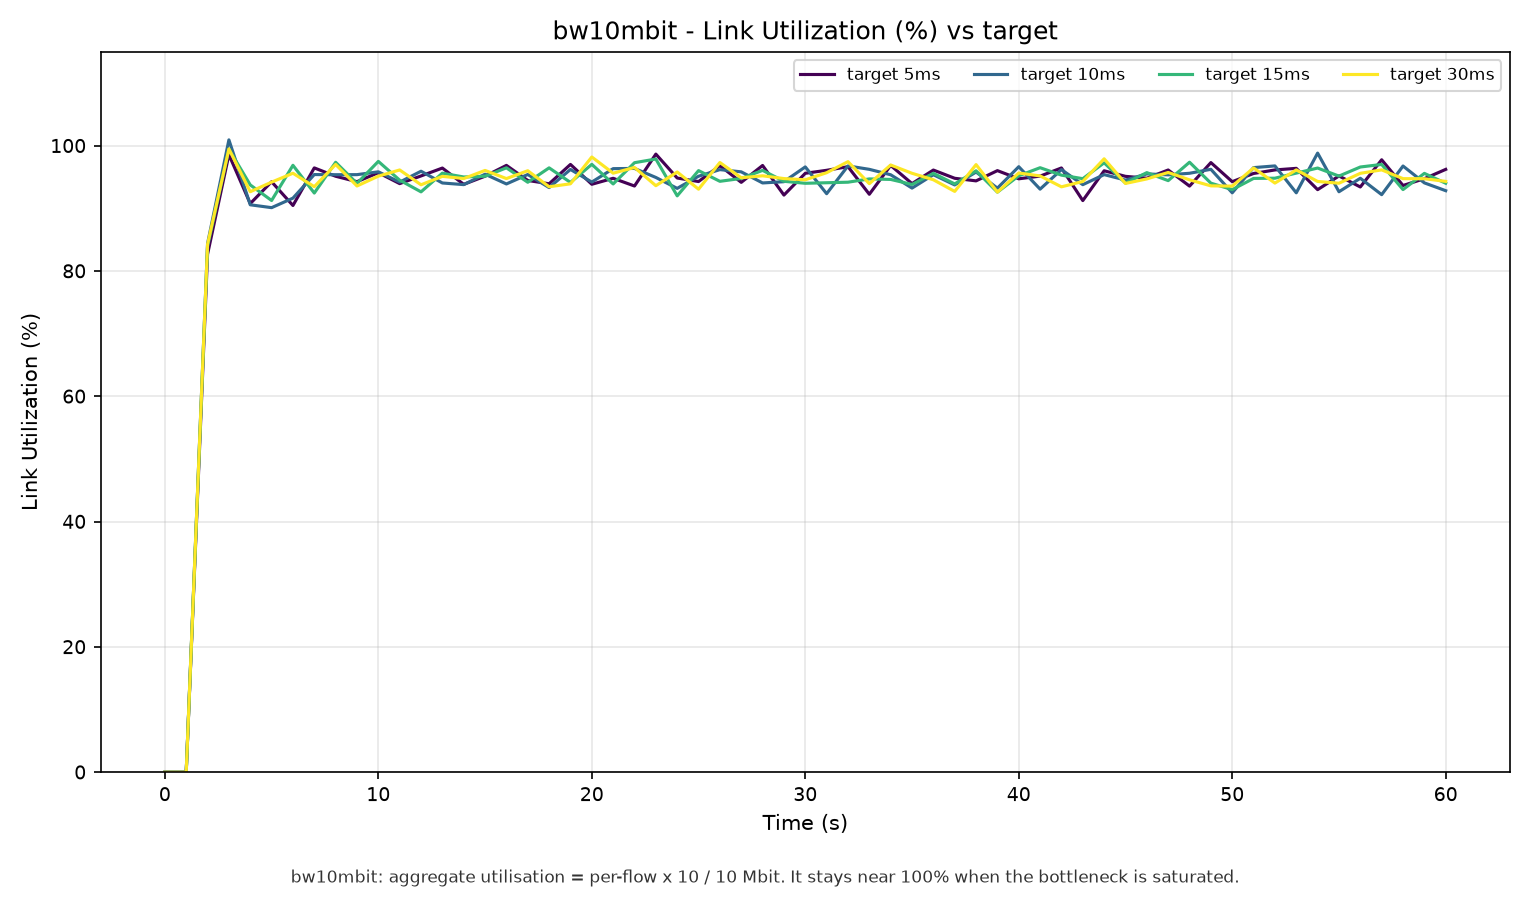 bw10mbit - Link Utilization (%) vs target
target 5ms target 10ms target 15ms target 30ms
Link Utilization (%)
100
80
60
40
20
0
0 10 20 30 40 50 60
Time (s)
bw10mbit: aggregate utilisation = per-flow x 10 / 10 Mbit. It stays near 100% when the bottleneck is saturated.